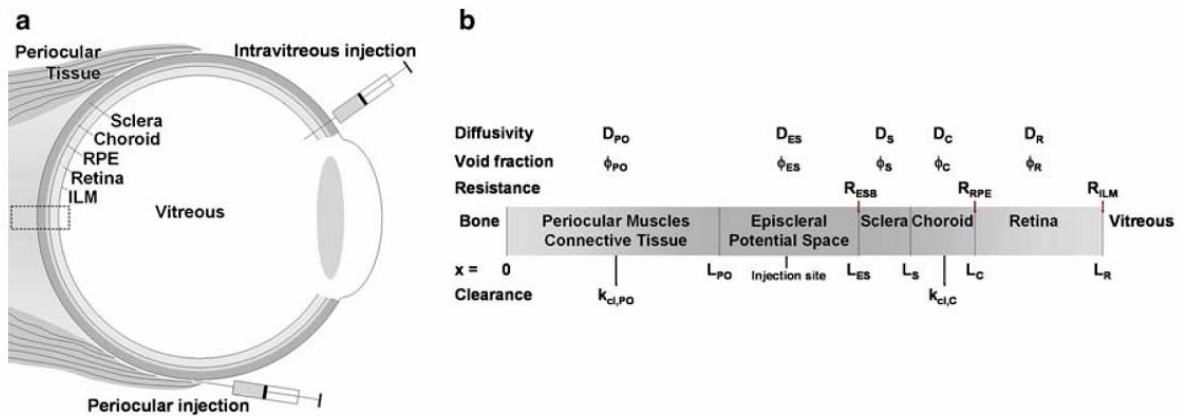 a
Periocular
Tissue
Intravitreous injection
Sclera
Choroid
RPE
Retina
ILM
Vitreous
Periocular injection
b
Diffusivity D_PO D_ES D_S D_C D_R
Void fraction ϕ_PO ϕ_ES ϕ_S ϕ_C ϕ_R
Resistance R_ESB R_RPE R_ILM
Bone Periocular Muscles Episcleral Sclera Choroid Retina Vitreous
Connective Tissue Potential Space
x = 0 L_PO Injection site L_ES L_S L_C L_R
Clearance k_cl,PO k_cl,C